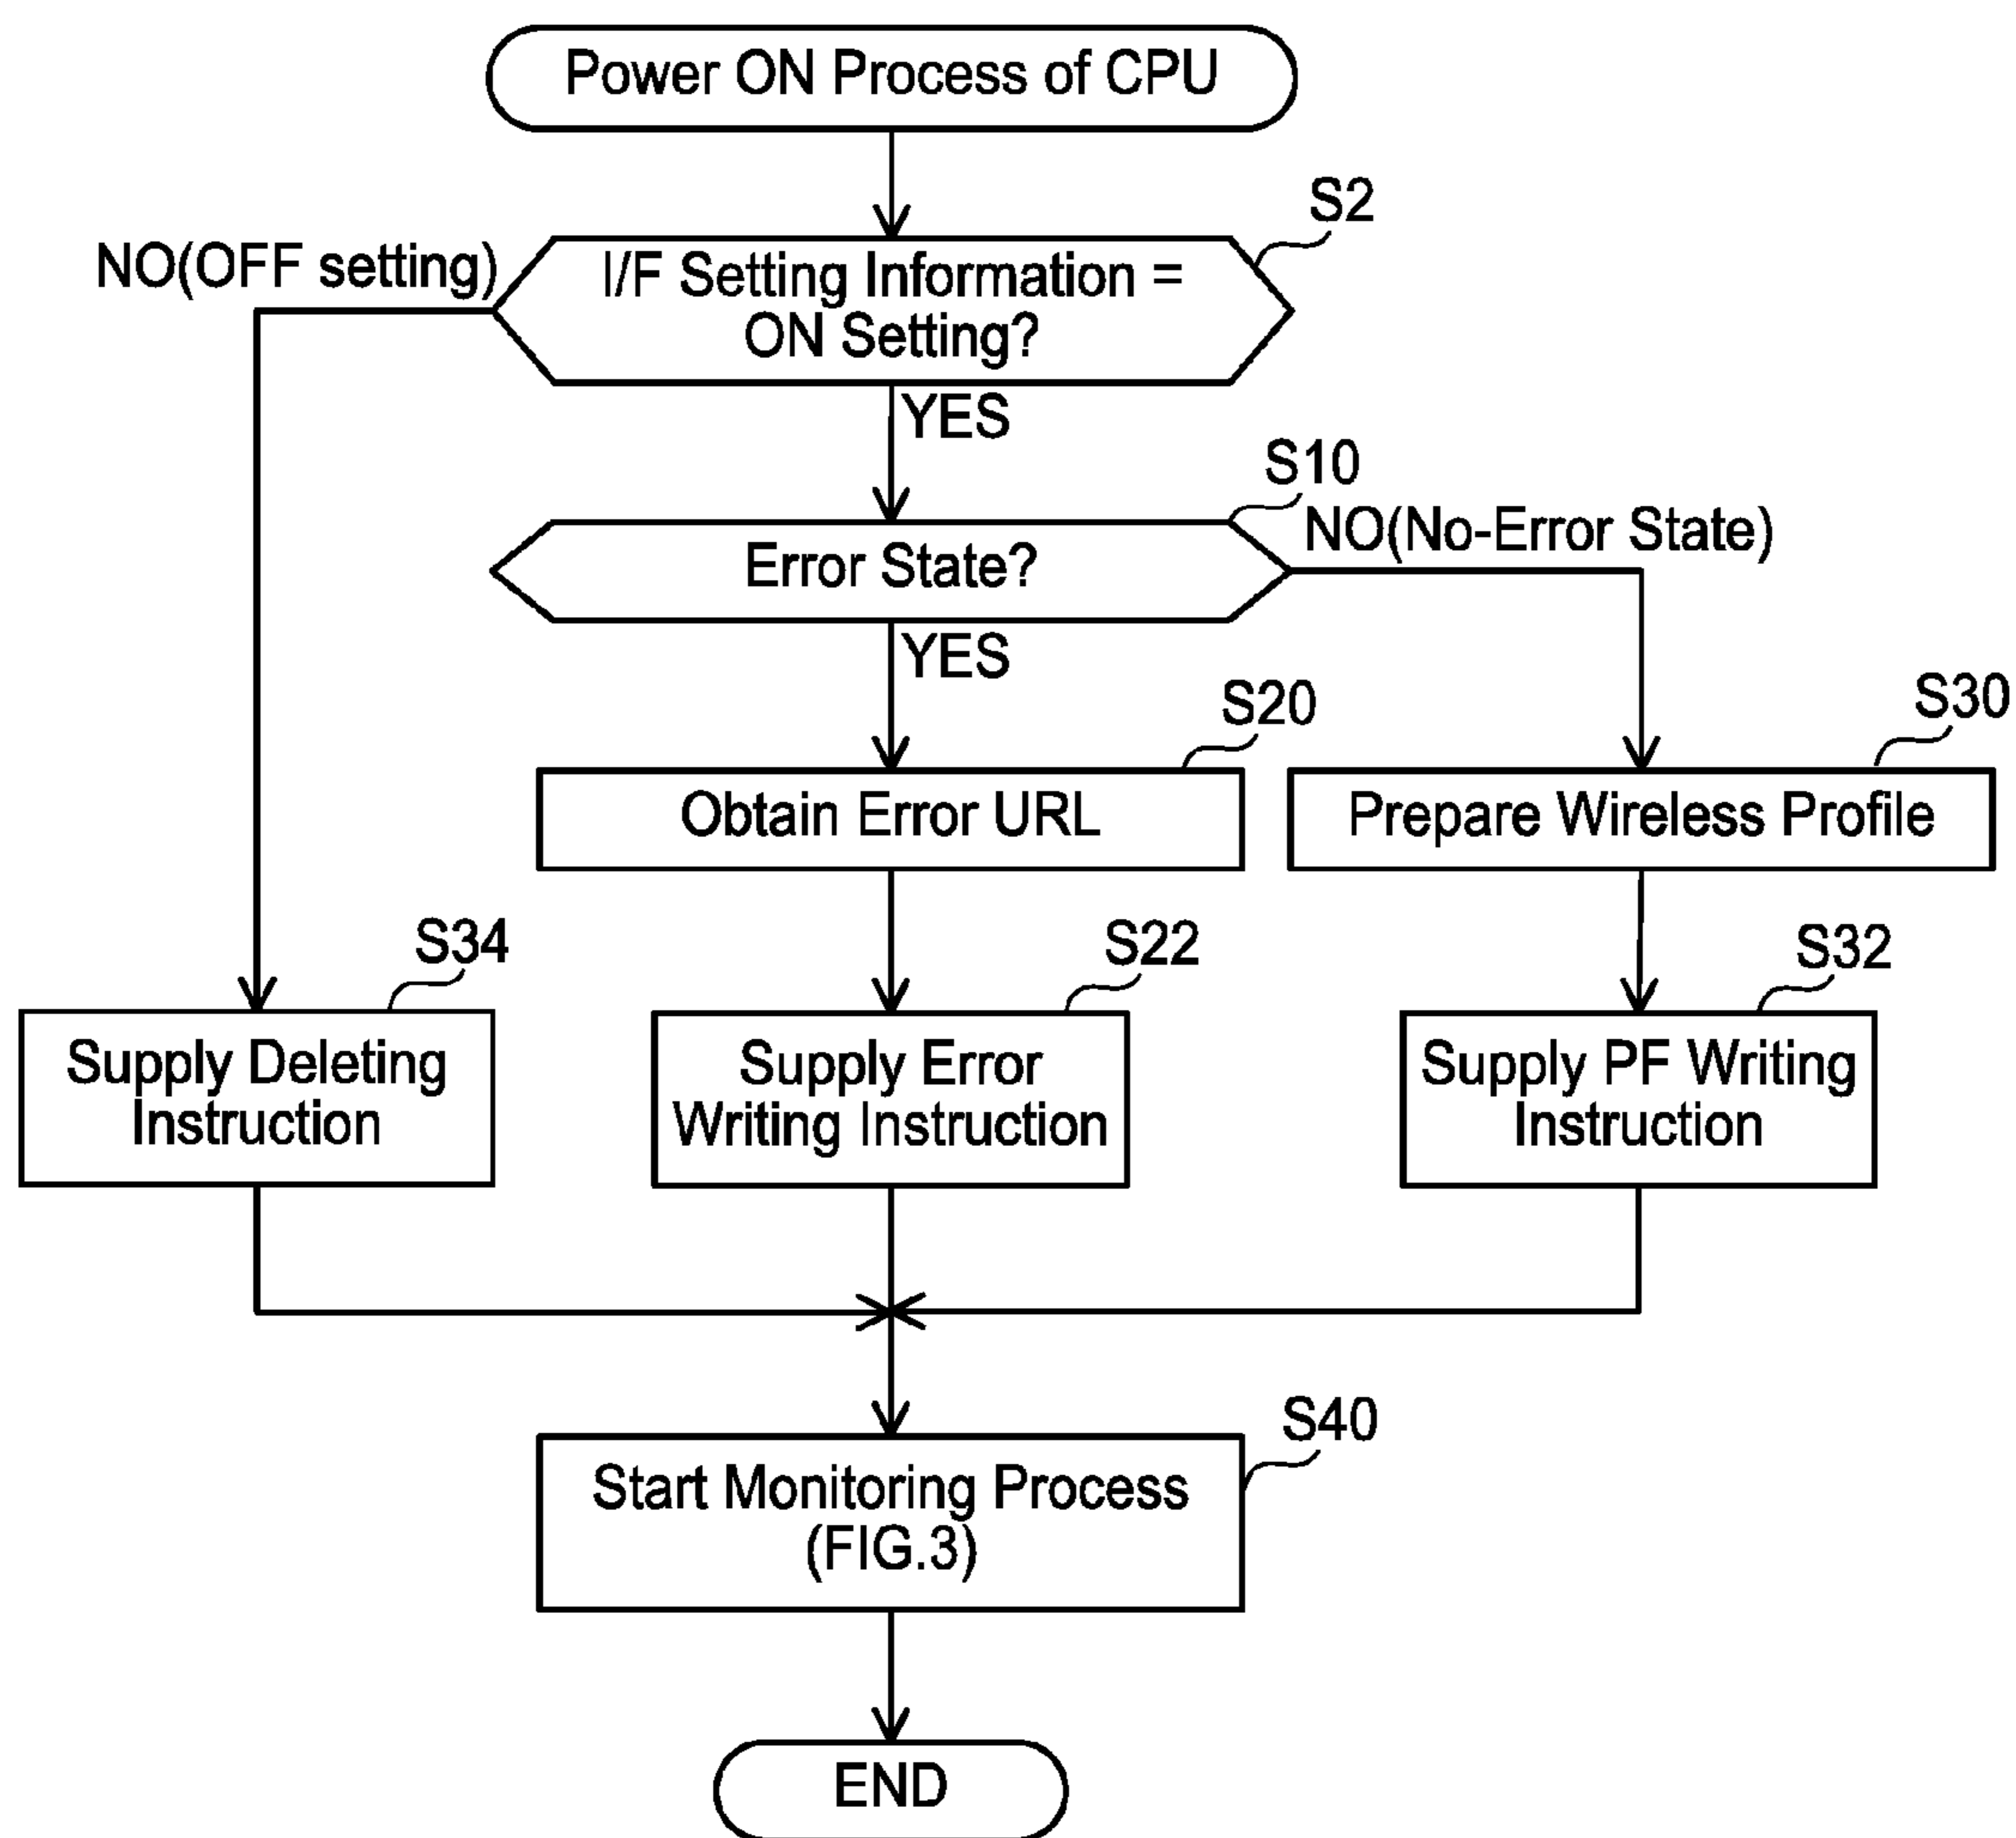 Power ON Process of CPU
S2
NO(OFF setting)
I/F Setting Information =
ON Setting?
YES
S10
NO(No-Error State)
Error State?
YES
S20
S30
Obtain Error URL
Prepare Wireless Profile
S34
S22
S32
Supply Deleting
Instruction
Supply Error
Writing Instruction
Supply PF Writing
Instruction
S40
Start Monitoring Process
(FIG.3)
END